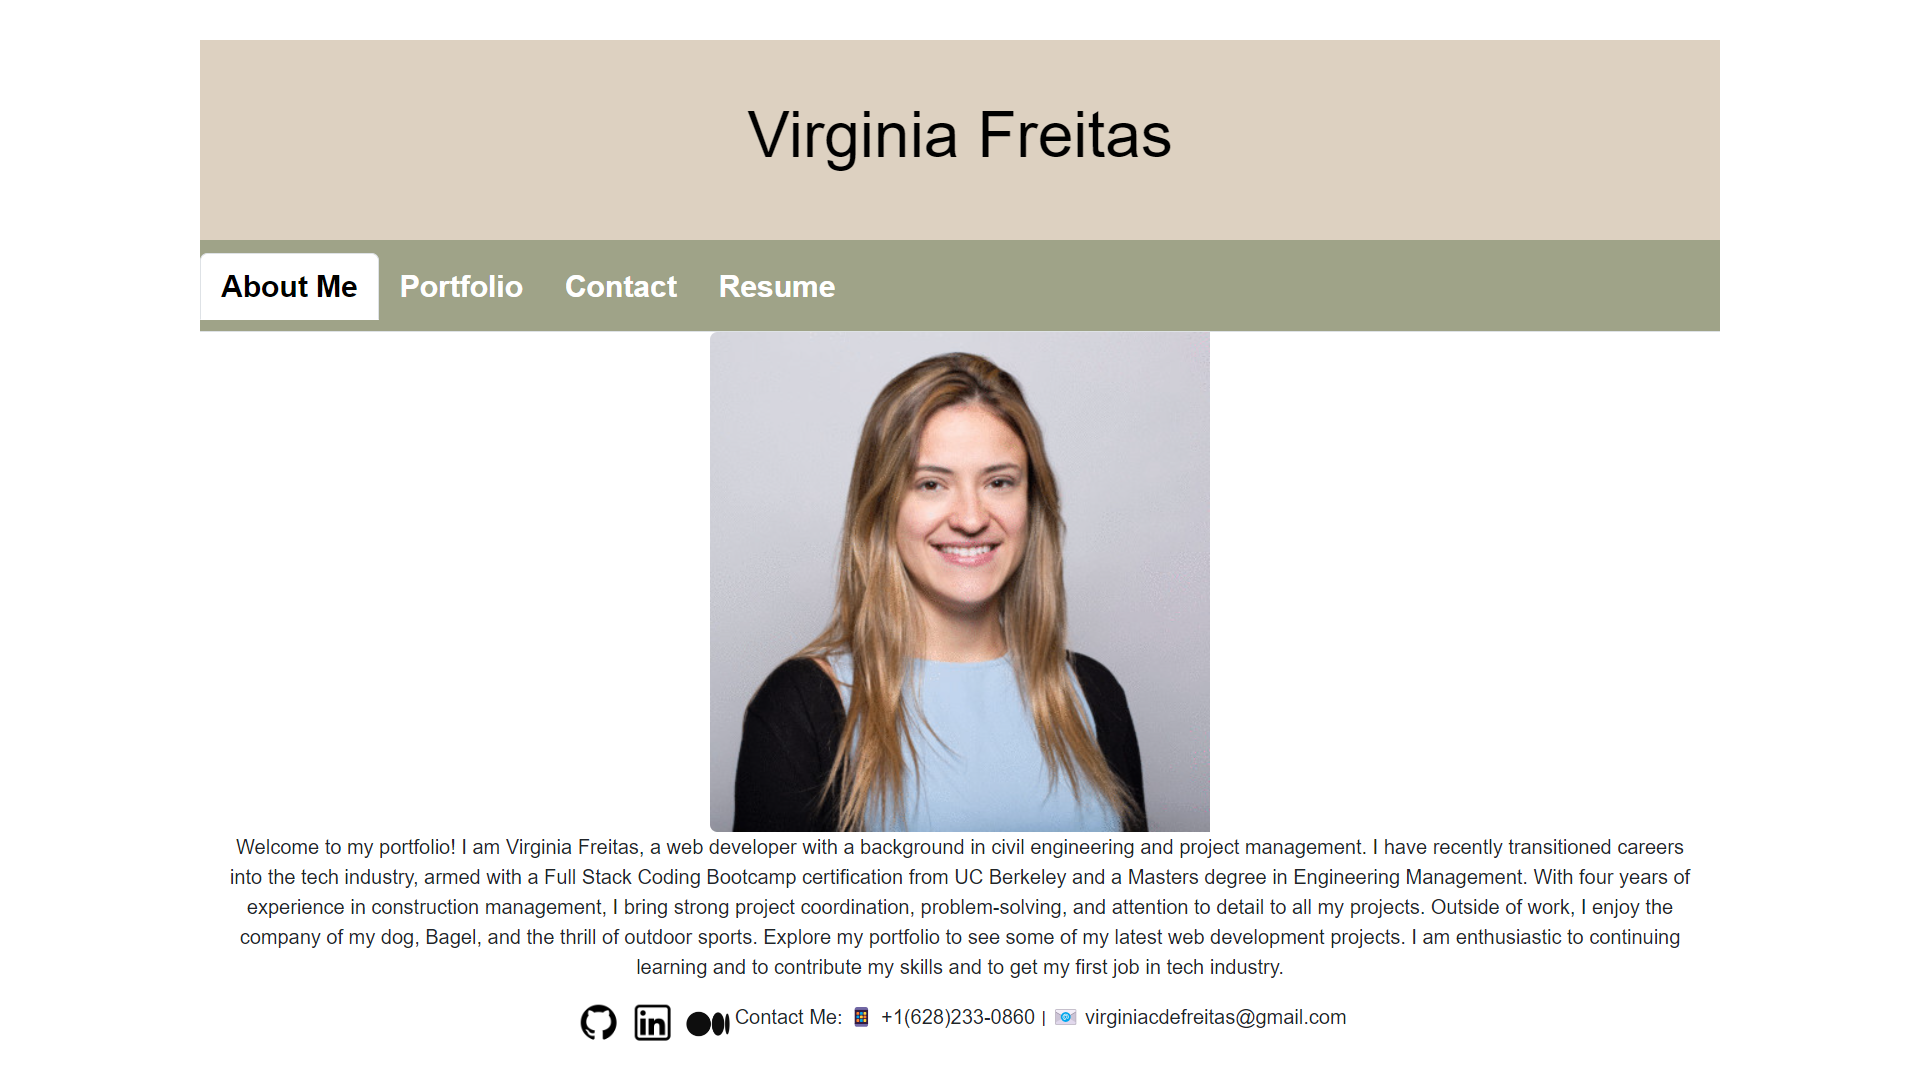 Virginia Freitas
About Me Portfolio Contact Resume
Welcome to my portfolio! I am Virginia Freitas, a web developer with a background in civil engineering and project management. I have recently transitioned careers
into the tech industry, armed with a Full Stack Coding Bootcamp certification from UC Berkeley and a Masters degree in Engineering Management. With four years of
experience in construction management, I bring strong project coordination, problem-solving, and attention to detail to all my projects. Outside of work, I enjoy the
company of my dog, Bagel, and the thrill of outdoor sports. Explore my portfolio to see some of my latest web development projects. I am enthusiastic to continuing
learning and to contribute my skills and to get my first job in tech industry.
in Contact Me: 📱 +1(628)233-0860 | 📧 virginiacdefreitas@gmail.com